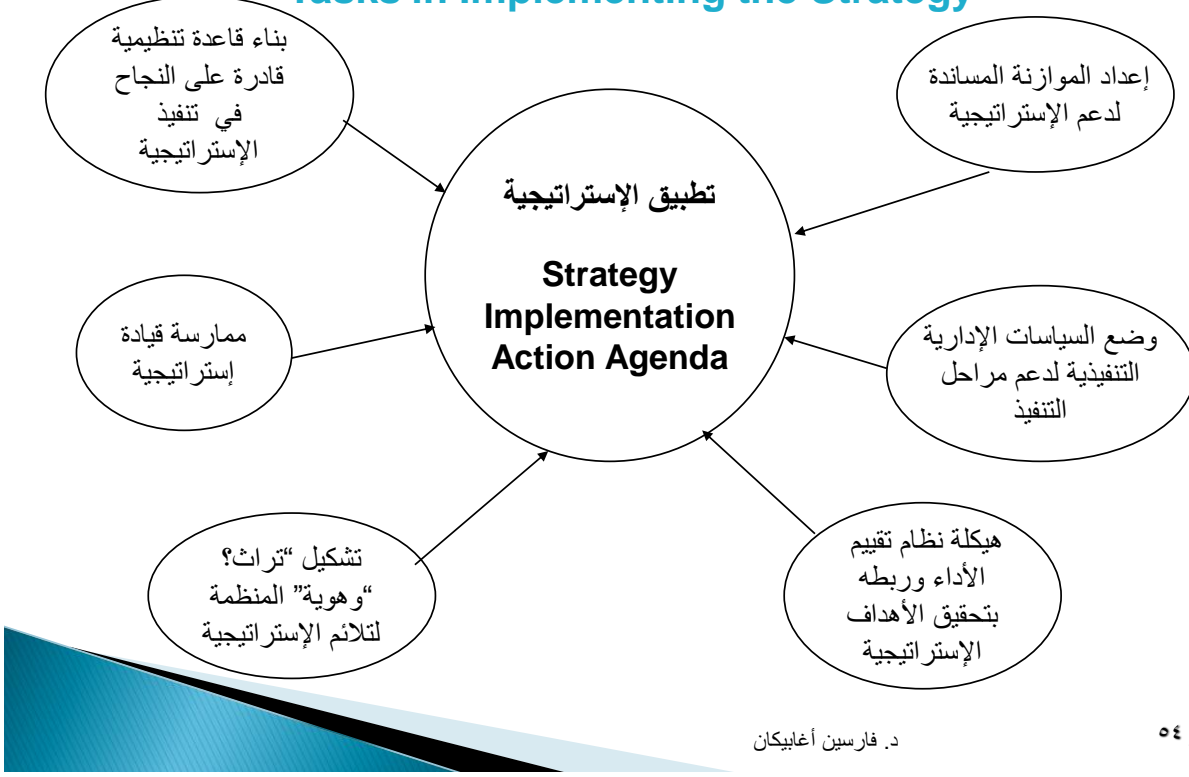 Tasks in Implementing the Strategy
بناء قاعدة تنظيمية
قادرة على النجاح
في تنفيذ
الإستراتيجية
إعداد الموازنة المساندة
لدعم الإستراتيجية
تطبيق الإستراتيجية
Strategy
Implementation
Action Agenda
ممارسة قيادة
إستراتيجية
وضع السياسات الإدارية
التنفيذية لدعم مراحل
التنفيذ
تشكيل “تراث؟
“وهوية” المنظمة
لتلائم الإستراتيجية
هيكلة نظام تقييم
الأداء وربطه
بتحقيق الأهداف
الإستراتيجية
د. فارسين أغابيكان
٥٤